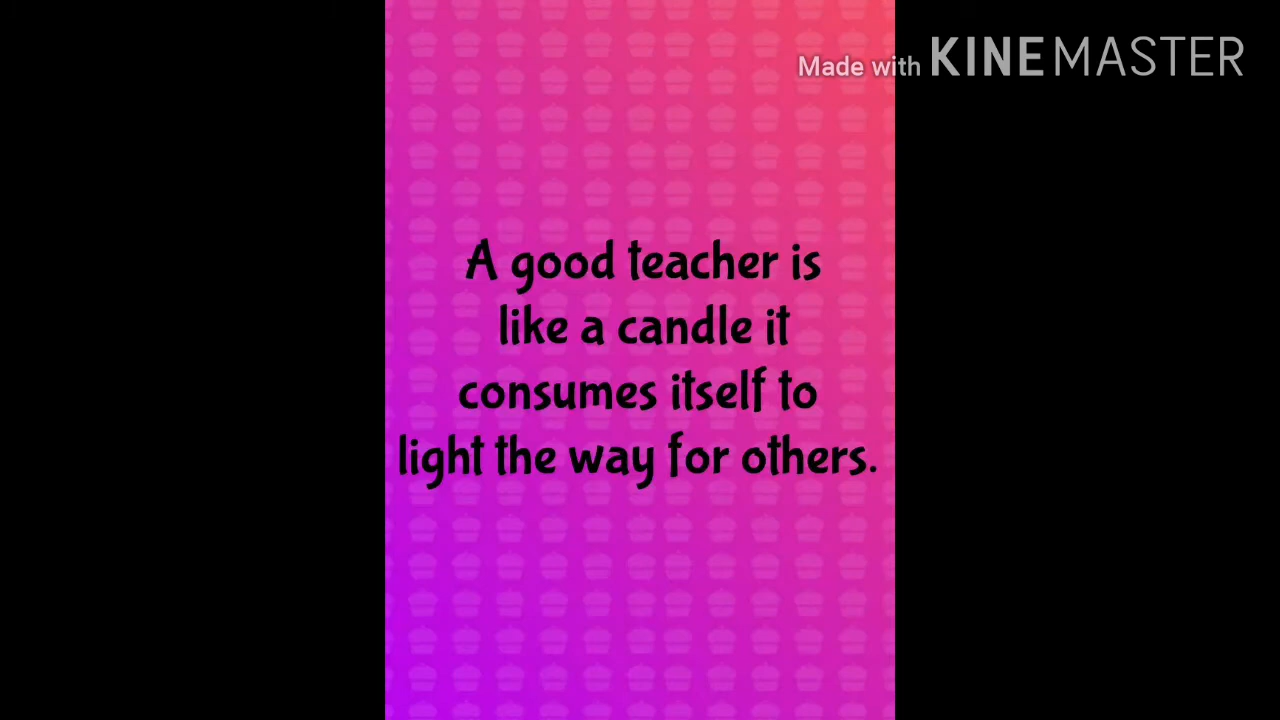 Made with KINEMASTER
A good teacher is
like a candle it
consumes itself to
light the way for others.